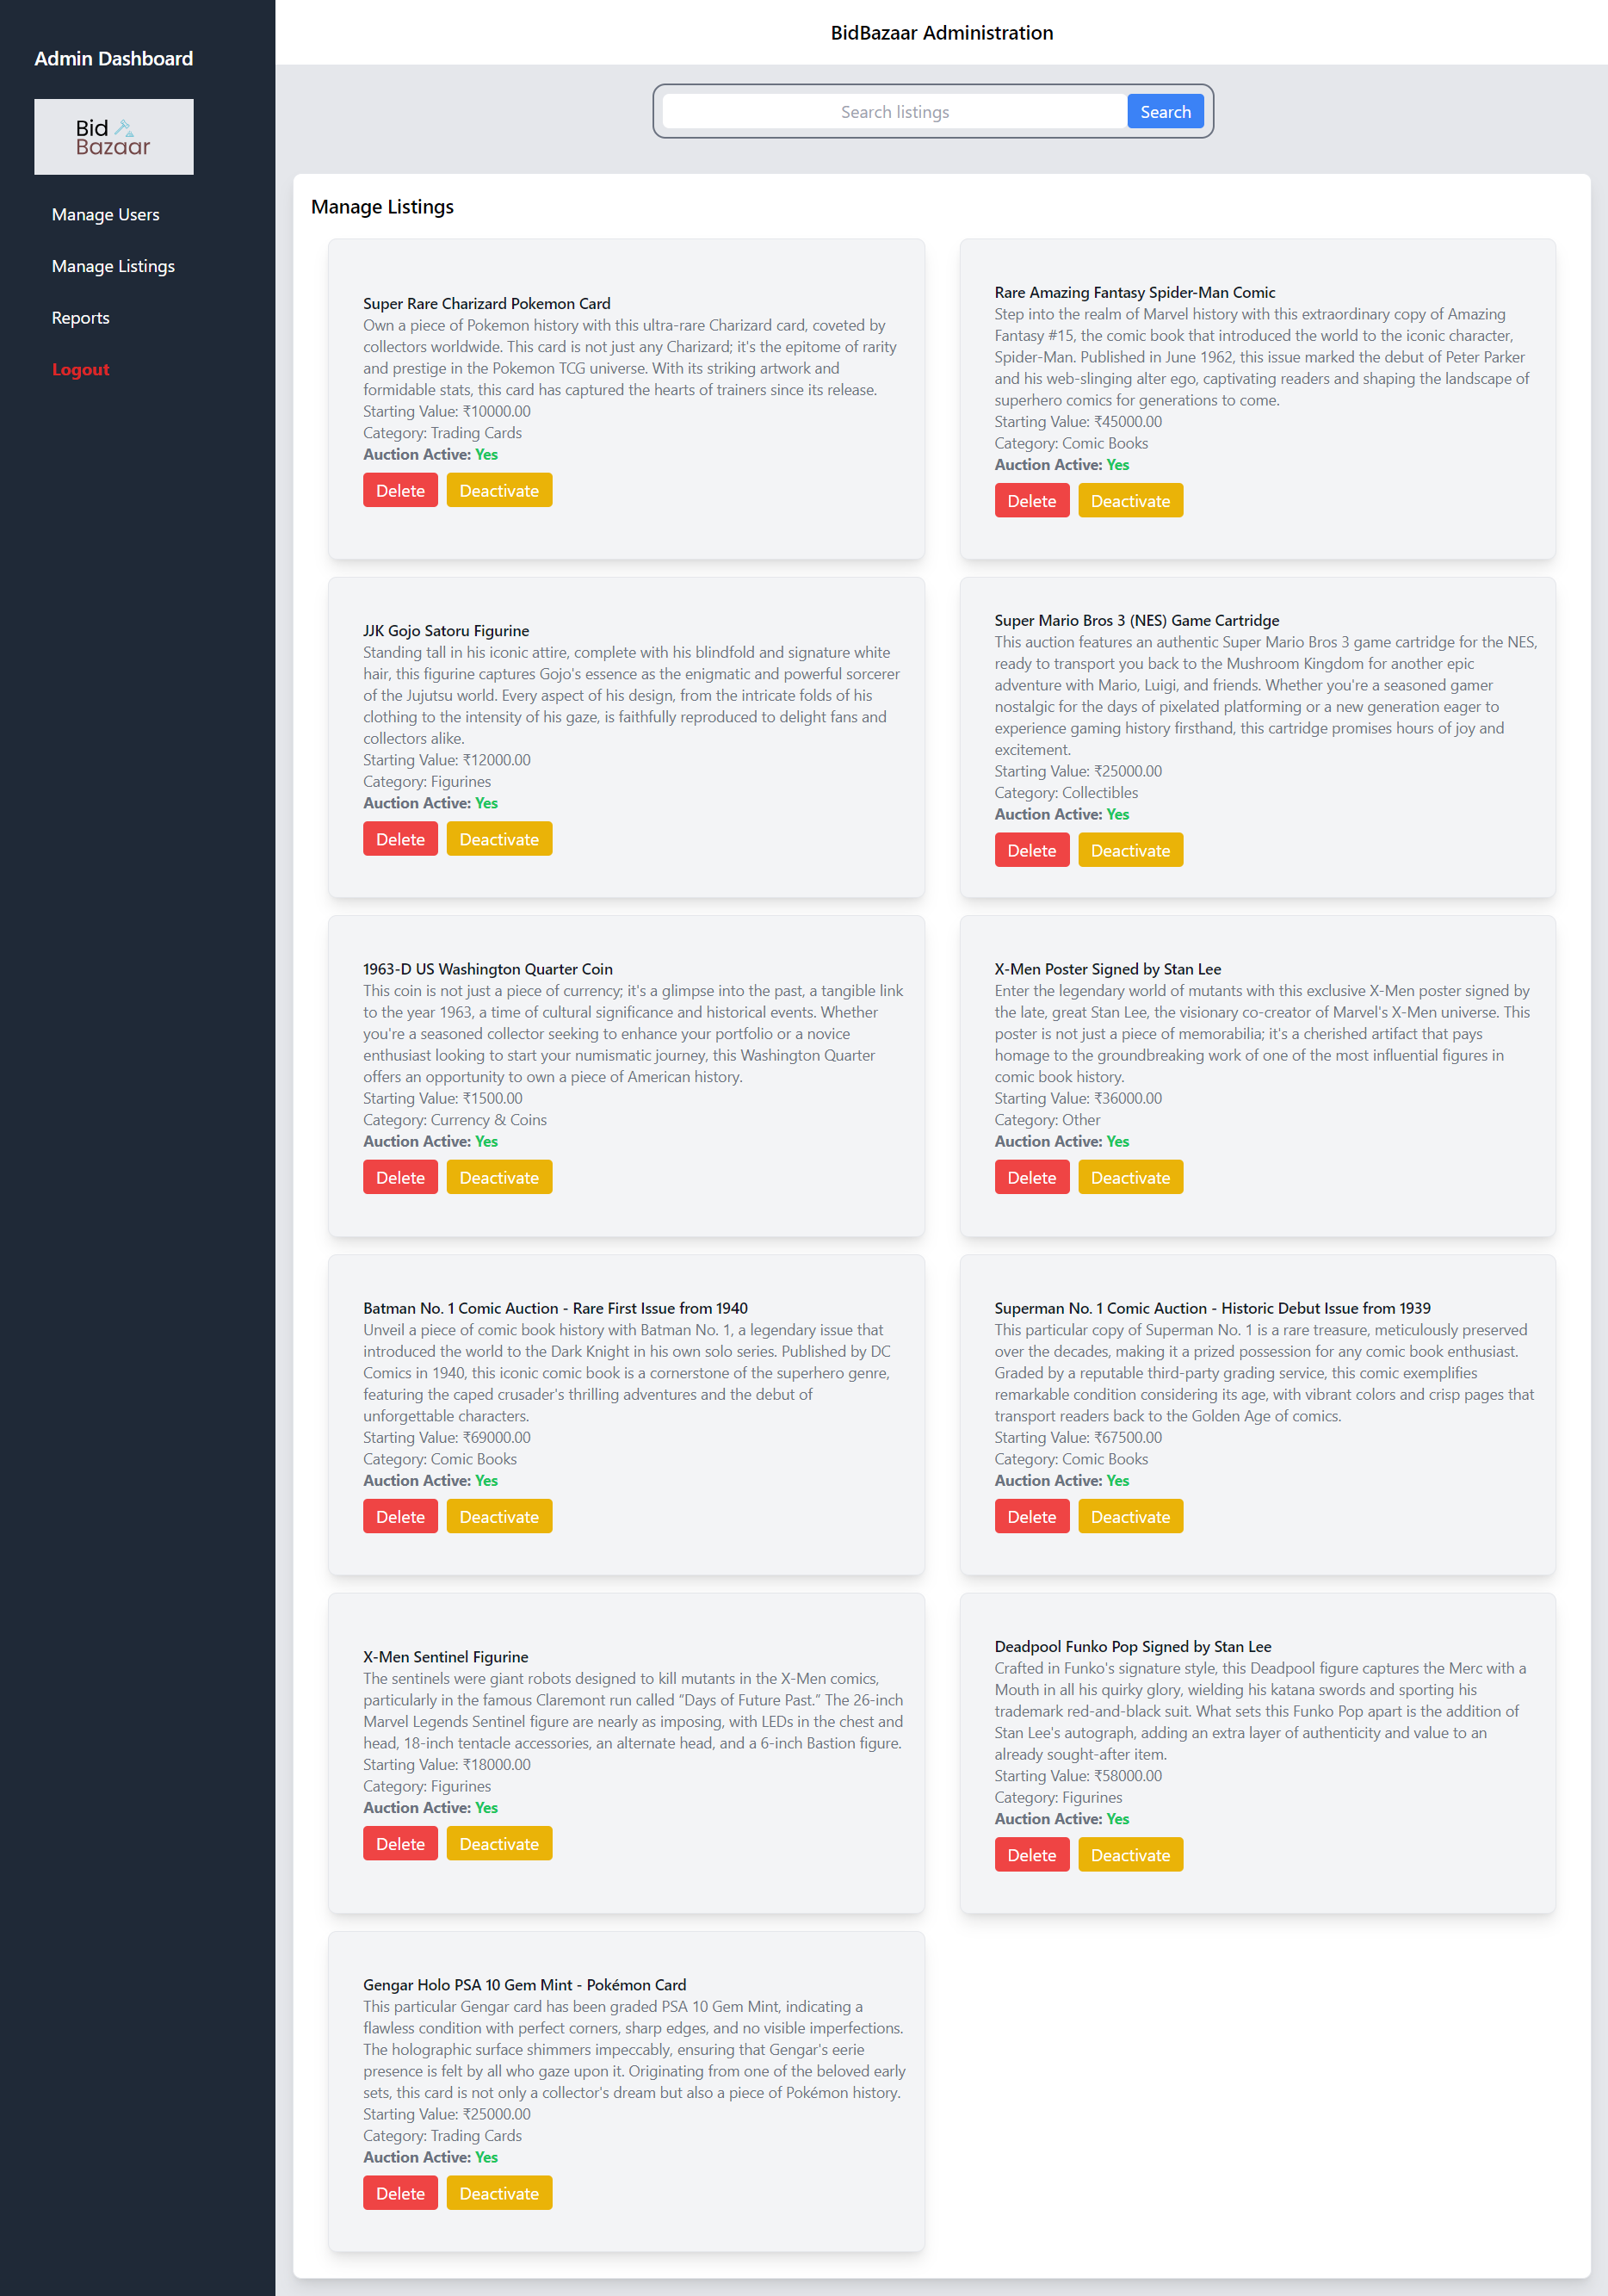 Admin Dashboard
Bid
Bazaar
Manage Users
Manage Listings
Reports
Logout
BidBazaar Administration
Search listings
Search
Manage Listings
Super Rare Charizard Pokemon Card
Own a piece of Pokemon history with this ultra-rare Charizard card, coveted by
collectors worldwide. This card is not just any Charizard; it's the epitome of rarity
and prestige in the Pokemon TCG universe. With its striking artwork and
formidable stats, this card has captured the hearts of trainers since its release.
Starting Value: ₹10000.00
Category: Trading Cards
Auction Active: Yes
Delete
Deactivate
Rare Amazing Fantasy Spider-Man Comic
Step into the realm of Marvel history with this extraordinary copy of Amazing
Fantasy #15, the comic book that introduced the world to the iconic character,
Spider-Man. Published in June 1962, this issue marked the debut of Peter Parker
and his web-slinging alter ego, captivating readers and shaping the landscape of
superhero comics for generations to come.
Starting Value: ₹45000.00
Category: Comic Books
Auction Active: Yes
Delete
Deactivate
JJK Gojo Satoru Figurine
Standing tall in his iconic attire, complete with his blindfold and signature white
hair, this figurine captures Gojo's essence as the enigmatic and powerful sorcerer
of the Jujutsu world. Every aspect of his design, from the intricate folds of his
clothing to the intensity of his gaze, is faithfully reproduced to delight fans and
collectors alike.
Starting Value: ₹12000.00
Category: Figurines
Auction Active: Yes
Delete
Deactivate
Super Mario Bros 3 (NES) Game Cartridge
This auction features an authentic Super Mario Bros 3 game cartridge for the NES,
ready to transport you back to the Mushroom Kingdom for another epic
adventure with Mario, Luigi, and friends. Whether you're a seasoned gamer
nostalgic for the days of pixelated platforming or a new generation eager to
experience gaming history firsthand, this cartridge promises hours of joy and
excitement.
Starting Value: ₹25000.00
Category: Collectibles
Auction Active: Yes
Delete
Deactivate
1963-D US Washington Quarter Coin
This coin is not just a piece of currency; it's a glimpse into the past, a tangible link
to the year 1963, a time of cultural significance and historical events. Whether
you're a seasoned collector seeking to enhance your portfolio or a novice
enthusiast looking to start your numismatic journey, this Washington Quarter
offers an opportunity to own a piece of American history.
Starting Value: ₹1500.00
Category: Currency & Coins
Auction Active: Yes
Delete
Deactivate
X-Men Poster Signed by Stan Lee
Enter the legendary world of mutants with this exclusive X-Men poster signed by
the late, great Stan Lee, the visionary co-creator of Marvel's X-Men universe. This
poster is not just a piece of memorabilia; it's a cherished artifact that pays
homage to the groundbreaking work of one of the most influential figures in
comic book history.
Starting Value: ₹36000.00
Category: Other
Auction Active: Yes
Delete
Deactivate
Batman No. 1 Comic Auction - Rare First Issue from 1940
Unveil a piece of comic book history with Batman No. 1, a legendary issue that
introduced the world to the Dark Knight in his own solo series. Published by DC
Comics in 1940, this iconic comic book is a cornerstone of the superhero genre,
featuring the caped crusader's thrilling adventures and the debut of
unforgettable characters.
Starting Value: ₹69000.00
Category: Comic Books
Auction Active: Yes
Delete
Deactivate
Superman No. 1 Comic Auction - Historic Debut Issue from 1939
This particular copy of Superman No. 1 is a rare treasure, meticulously preserved
over the decades, making it a prized possession for any comic book enthusiast.
Graded by a reputable third-party grading service, this comic exemplifies
remarkable condition considering its age, with vibrant colors and crisp pages that
transport readers back to the Golden Age of comics.
Starting Value: ₹67500.00
Category: Comic Books
Auction Active: Yes
Delete
Deactivate
X-Men Sentinel Figurine
The sentinels were giant robots designed to kill mutants in the X-Men comics,
particularly in the famous Claremont run called “Days of Future Past.” The 26-inch
Marvel Legends Sentinel figure are nearly as imposing, with LEDs in the chest and
head, 18-inch tentacle accessories, an alternate head, and a 6-inch Bastion figure.
Starting Value: ₹18000.00
Category: Figurines
Auction Active: Yes
Delete
Deactivate
Deadpool Funko Pop Signed by Stan Lee
Crafted in Funko's signature style, this Deadpool figure captures the Merc with a
Mouth in all his quirky glory, wielding his katana swords and sporting his
trademark red-and-black suit. What sets this Funko Pop apart is the addition of
Stan Lee's autograph, adding an extra layer of authenticity and value to an
already sought-after item.
Starting Value: ₹58000.00
Category: Figurines
Auction Active: Yes
Delete
Deactivate
Gengar Holo PSA 10 Gem Mint - Pokémon Card
This particular Gengar card has been graded PSA 10 Gem Mint, indicating a
flawless condition with perfect corners, sharp edges, and no visible imperfections.
The holographic surface shimmers impeccably, ensuring that Gengar's eerie
presence is felt by all who gaze upon it. Originating from one of the beloved early
sets, this card is not only a collector's dream but also a piece of Pokémon history.
Starting Value: ₹25000.00
Category: Trading Cards
Auction Active: Yes
Delete
Deactivate